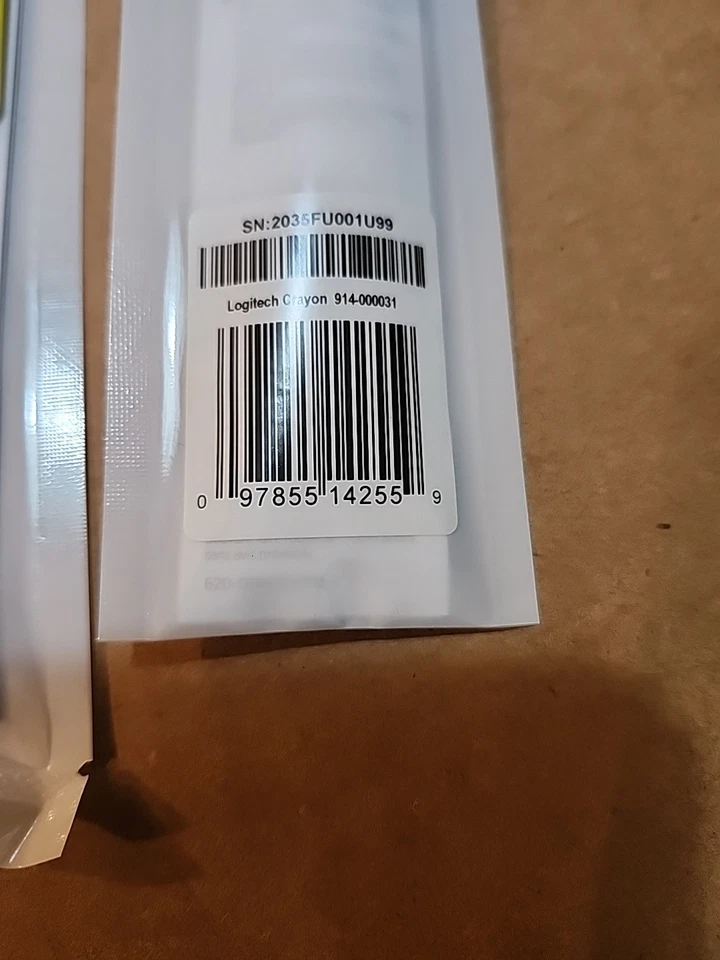 SN:2035FU001U99
Logitech Crayon 914-000031
0 97855 14255 9